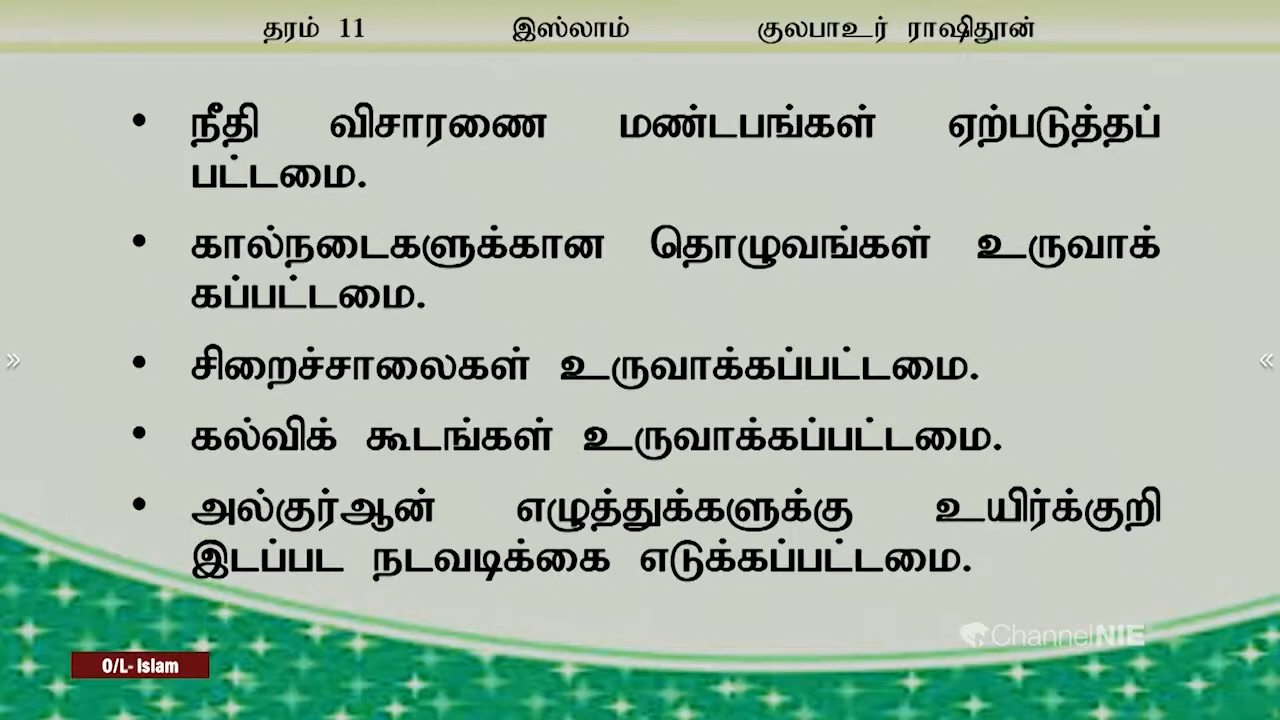 தரம் 11 இஸ்லாம் குலபாஉர் ராஷிதூன்
• நீதி விசாரணை மண்டபங்கள் ஏற்படுத்தப்
பட்டமை.
• கால்நடைகளுக்கான தொழுவங்கள் உருவாக்
கப்பட்டமை.
• சிறைச்சாலைகள் உருவாக்கப்பட்டமை.
• கல்விக் கூடங்கள் உருவாக்கப்பட்டமை.
• அல்குர்ஆன் எழுத்துக்களுக்கு உயிர்க்குறி
இடப்பட நடவடிக்கை எடுக்கப்பட்டமை.
ChannelNIE
O/L- Islam